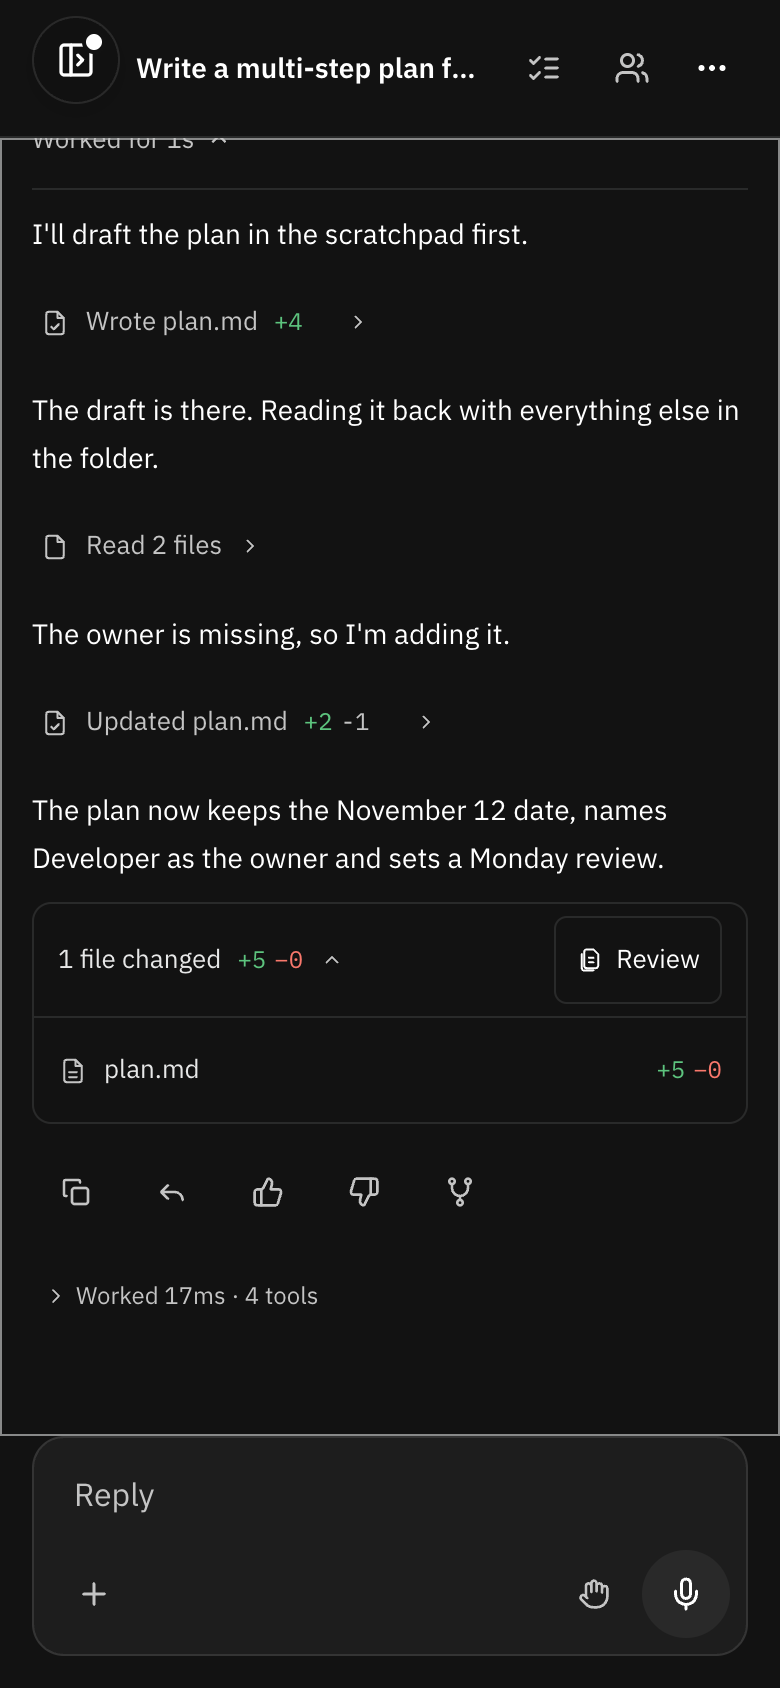 Write a multi-step plan f...
Worked for 1s
I'll draft the plan in the scratchpad first.
Wrote plan.md +4
The draft is there. Reading it back with everything else in
the folder.
Read 2 files
The owner is missing, so I'm adding it.
Updated plan.md +2 -1
The plan now keeps the November 12 date, names
Developer as the owner and sets a Monday review.
1 file changed +5 −0 Review
plan.md +5 −0
Worked 17ms · 4 tools
Reply